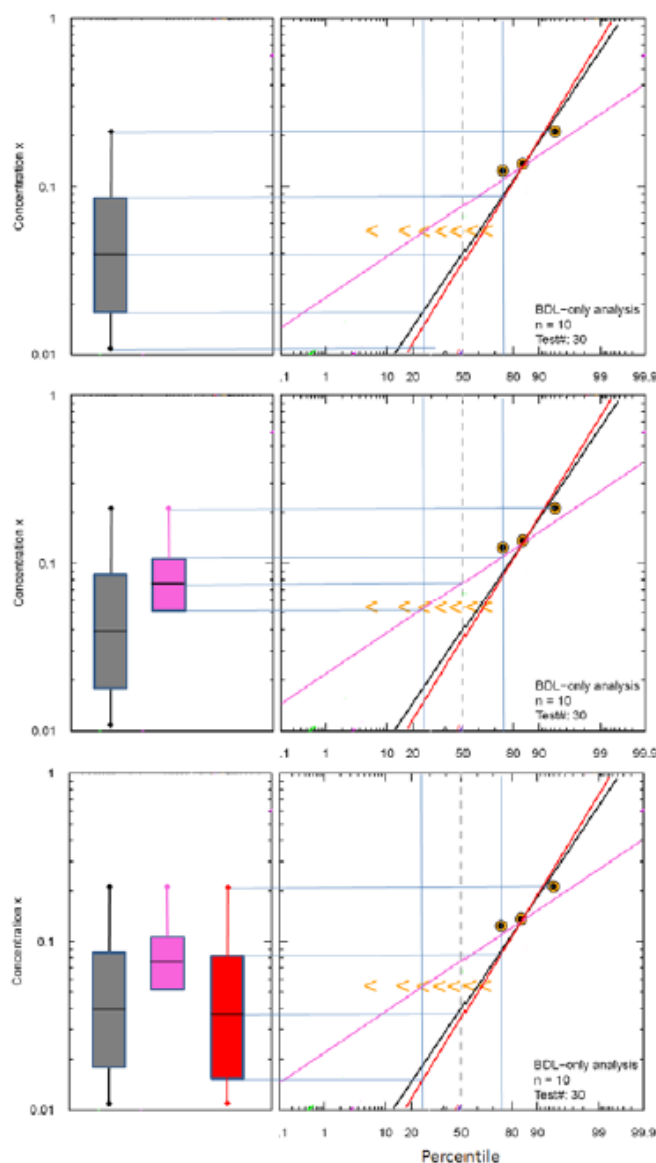 1
0.1
0.01
Concentration x
BDL-only analysis
n = 10
Test#: 30
.1 1 10 20 50 80 90 99 99.9
1
0.1
0.01
Concentration x
< < < < < < <
BDL-only analysis
n = 10
Test#: 30
.1 1 10 20 50 80 90 99 99.9
1
0.1
0.01
Concentration x
BDL-only analysis
n = 10
Test#: 30
.1 1 10 20 50 80 90 99 99.9
Percentile